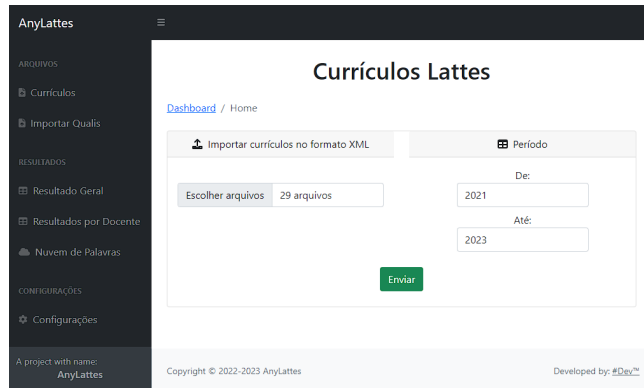 AnyLattes
ARQUIVOS
Currículos
Importar Qualis
RESULTADOS
Resultado Geral
Resultados por Docente
Nuvem de Palavras
CONFIGURAÇÕES
Configurações
A project with name:
AnyLattes
Currículos Lattes
Dashboard / Home
Importar currículos no formato XML
Período
Escolher arquivos 29 arquivos
De:
2021
Até:
2023
Enviar
Copyright © 2022-2023 AnyLattes
Developed by: #Dev™